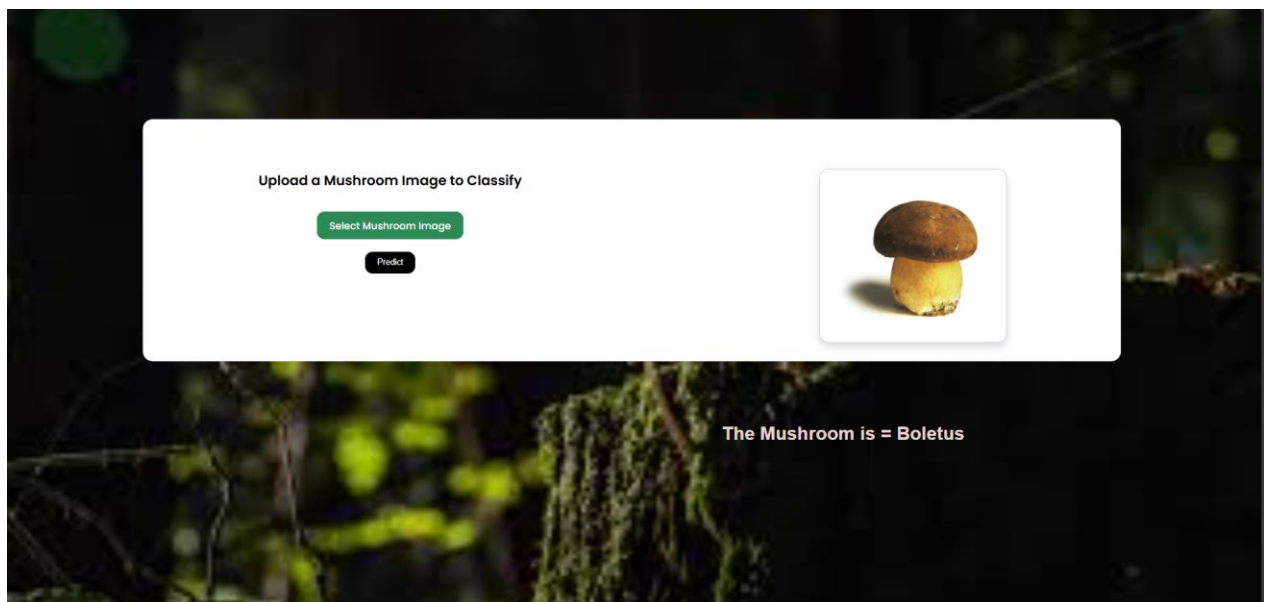 Upload a Mushroom Image to Classify
Select Mushroom Image
Predict
The Mushroom is = Boletus